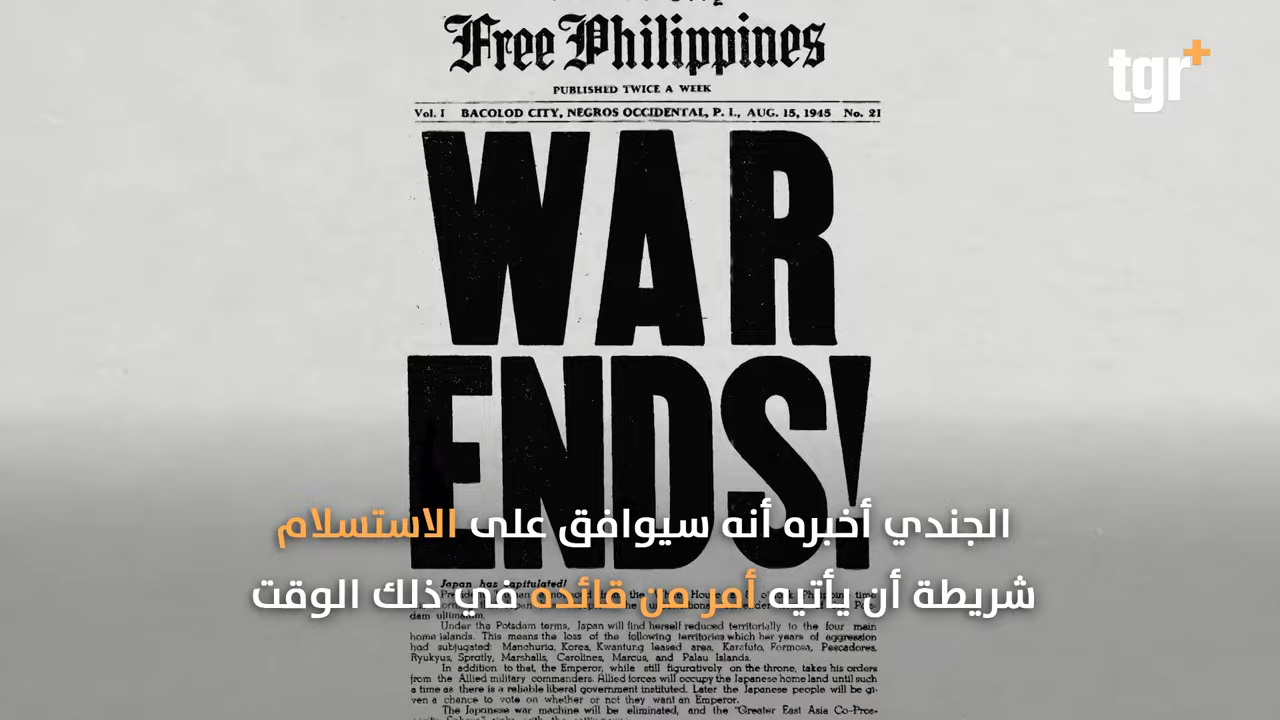 Free Philippines
tgr+
PUBLISHED TWICE A WEEK
Vol. I BACOLOD CITY, NEGROS OCCIDENTAL, P. I., AUG. 15, 1945 No. 21
WAR
ENDS!
الجندي أخبره أنه سيوافق على الاستسلام
شريطة أن يأتيه أمر من قائده في ذلك الوقت
Japan has capitulated!
dam ultimatum.
Under the Potsdam terms, Japan will find herself reduced territorially to the four main
home islands. This means the loss of the following territories which her years of aggression
had subjugated: Manchuria, Korea, Kwantung leased area, Karafuto, Formosa, Pescadores,
Ryukyus, Spratly, Marshalls, Carolines, Marcus, and Palau Islands.
In addition to that, the Emperor, while still figuratively on the throne, takes his orders
from the Allied military commanders. Allied forces will occupy the Japanese homeland until such
a time as there is a reliable liberal government instituted. Later the Japanese people will be gi-
ven a chance to vote on whether or not they want an Emperor.
The Japanese war machine will be eliminated, and the "Greater East Asia Co-Pros-